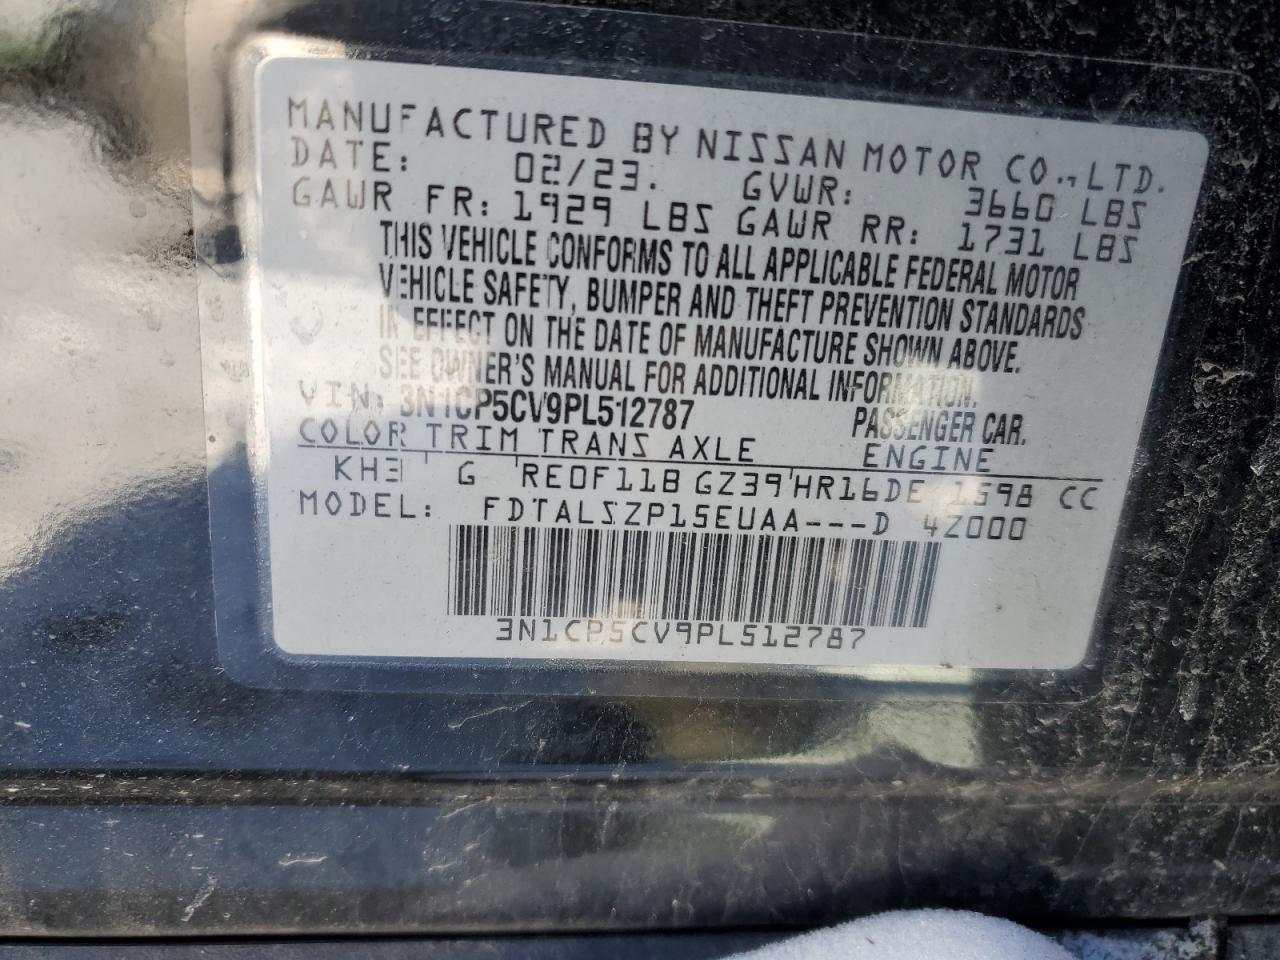 MANUFACTURED BY NISSAN MOTOR CO., LTD.
DATE: 02/23. GVWR: 3660 LBS
GAWR FR: 1929 LBS GAWR RR: 1731 LBS
THIS VEHICLE CONFORMS TO ALL APPLICABLE FEDERAL MOTOR
VEHICLE SAFETY, BUMPER AND THEFT PREVENTION STANDARDS
IN EFFECT ON THE DATE OF MANUFACTURE SHOWN ABOVE.
SEE OWNER'S MANUAL FOR ADDITIONAL INFORMATION.
VIN: 3N1CP5CV9PL512787 PASSENGER CAR.
COLOR TRIM TRANS AXLE ENGINE
KH3 G RE0F11B GZ39 HR16DE 1598 CC
MODEL: FDTALSZP15EUAA---D 4Z000
3N1CP5CV9PL512787